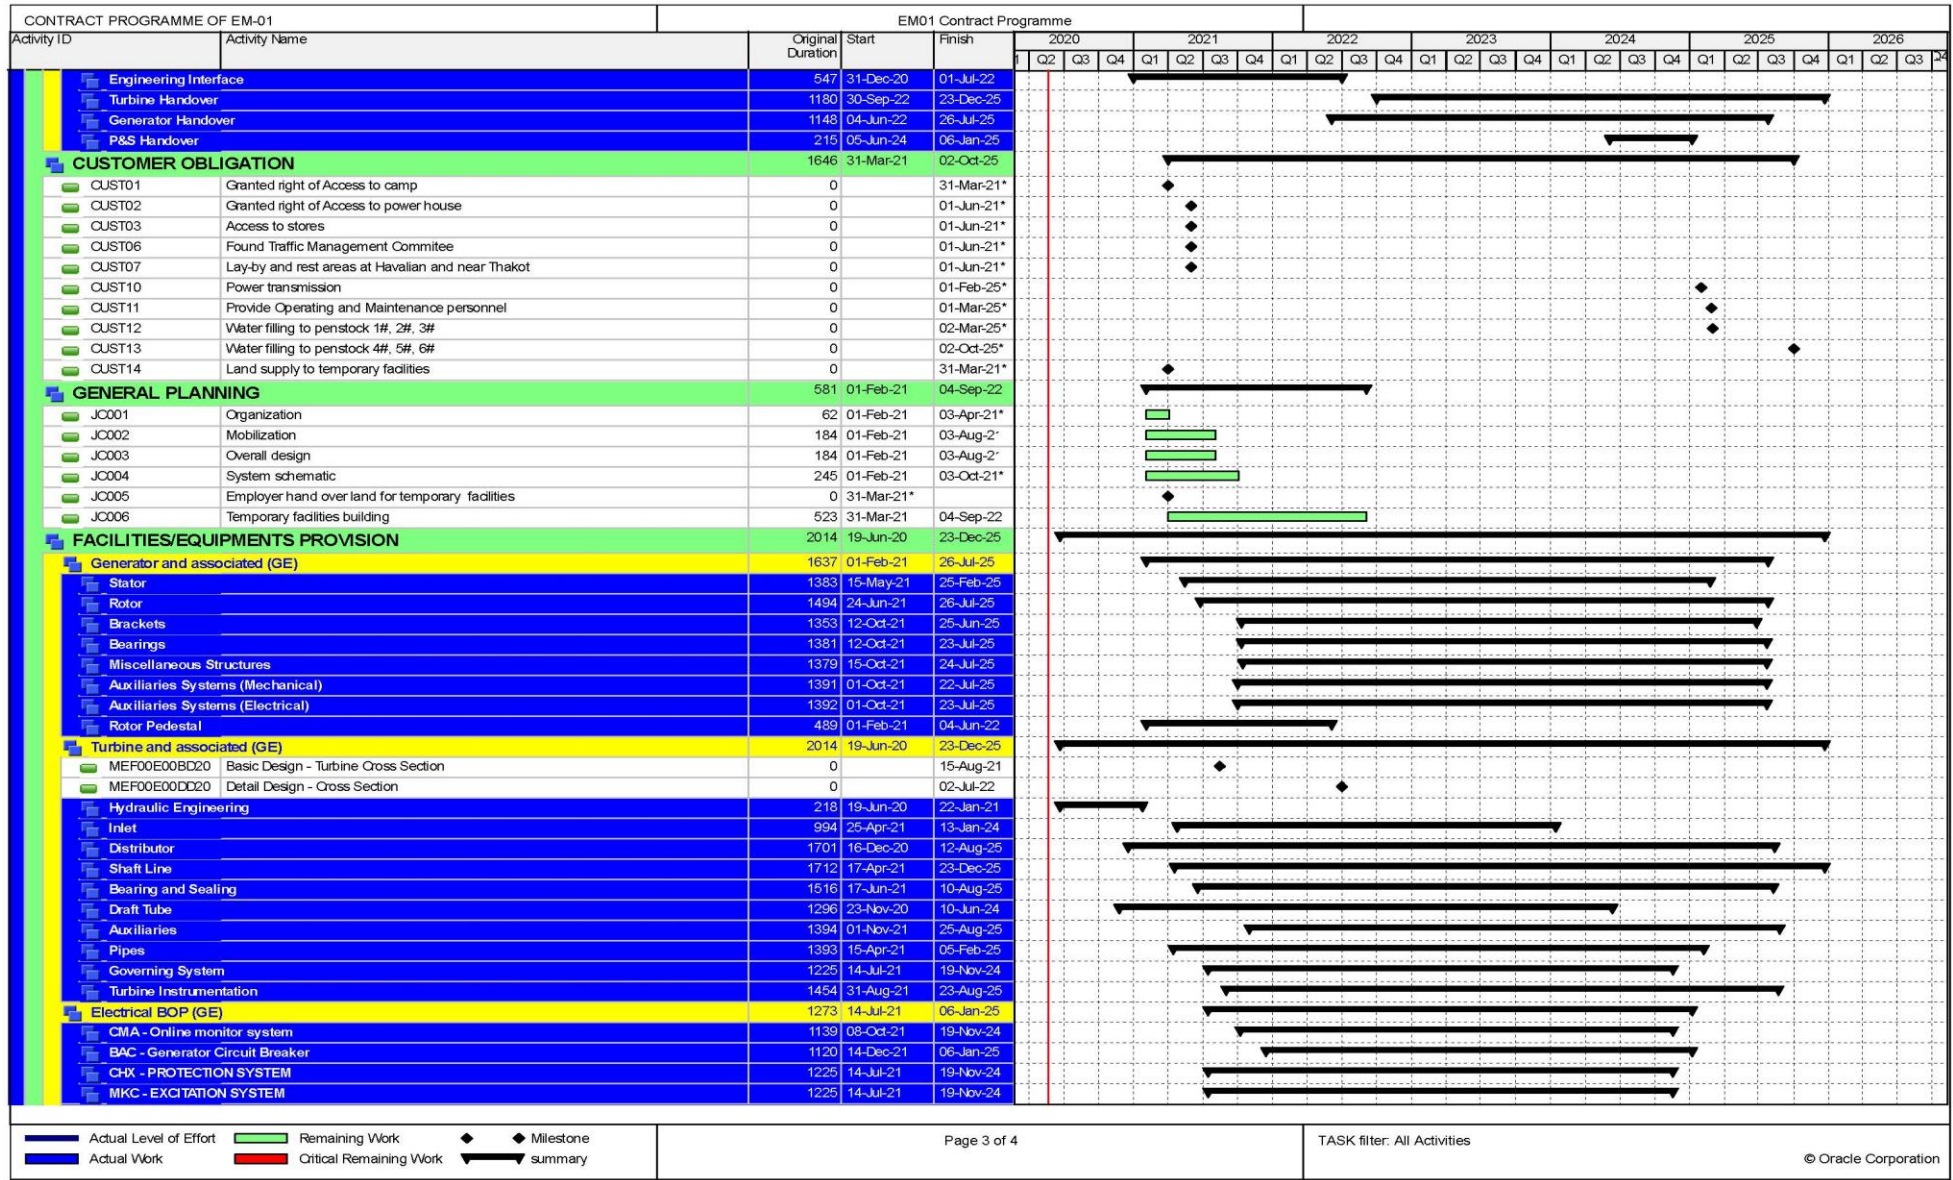 CONTRACT PROGRAMME OF EM-01 EM01 Contract Programme
Activity ID Activity Name Original Duration Start Finish 2020 2021 2022 2023 2024 2025 2026
Q2 Q3 Q4 Q1 Q2 Q3 Q4 Q1 Q2 Q3 Q4 Q1 Q2 Q3 Q4 Q1 Q2 Q3 Q4 Q1 Q2 Q3 Q4 Q1 Q2 Q3
Engineering Interface 547 31-Dec-20 01-Jul-22
Turbine Handover 1180 30-Sep-22 23-Dec-25
Generator Handover 1148 04-Jun-22 26-Jul-25
P&S Handover 215 05-Jun-24 06-Jan-25
CUSTOMER OBLIGATION 1646 31-Mar-21 02-Oct-25
CUST01 Granted right of Access to camp 0 31-Mar-21*
CUST02 Granted right of Access to power house 0 01-Jun-21*
CUST03 Access to stores 0 01-Jun-21*
CUST06 Found Traffic Management Commitee 0 01-Jun-21*
CUST07 Lay-by and rest areas at Havalian and near Thakot 0 01-Jun-21*
CUST10 Power transmission 0 01-Feb-25*
CUST11 Provide Operating and Maintenance personnel 0 01-Mar-25*
CUST12 Water filling to penstock 1#, 2#, 3# 0 02-Mar-25*
CUST13 Water filling to penstock 4#, 5#, 6# 0 02-Oct-25*
CUST14 Land supply to temporary facilities 0 31-Mar-21*
GENERAL PLANNING 581 01-Feb-21 04-Sep-22
JC001 Organization 62 01-Feb-21 03-Apr-21*
JC002 Mobilization 184 01-Feb-21 03-Aug-2
JC003 Overall design 184 01-Feb-21 03-Aug-2
JC004 System schematic 245 01-Feb-21 03-Oct-21*
JC005 Employer hand over land for temporary facilities 0 31-Mar-21*
JC006 Temporary facilities building 523 31-Mar-21 04-Sep-22
FACILITIES/EQUIPMENTS PROVISION 2014 19-Jun-20 23-Dec-25
Generator and associated (GE) 1637 01-Feb-21 26-Jul-25
Stator 1383 15-May-21 25-Feb-25
Rotor 1494 24-Jun-21 26-Jul-25
Brackets 1353 12-Oct-21 25-Jun-25
Bearings 1381 12-Oct-21 23-Jul-25
Miscellaneous Structures 1379 15-Oct-21 24-Jul-25
Auxiliaries Systems (Mechanical) 1391 01-Oct-21 22-Jul-25
Auxiliaries Systems (Electrical) 1392 01-Oct-21 23-Jul-25
Rotor Pedestal 489 01-Feb-21 04-Jun-22
Turbine and associated (GE) 2014 19-Jun-20 23-Dec-25
MEF00E00BD20 Basic Design - Turbine Cross Section 0 15-Aug-21
MEF00E00DD20 Detail Design - Cross Section 0 02-Jul-22
Hydraulic Engineering 218 19-Jun-20 22-Jan-21
Inlet 994 25-Apr-21 13-Jan-24
Distributor 1701 16-Dec-20 12-Aug-25
Shaft Line 1712 17-Apr-21 23-Dec-25
Bearing and Sealing 1516 17-Jun-21 10-Aug-25
Draft Tube 1296 23-Nov-20 10-Jun-24
Auxiliaries 1394 01-Nov-21 25-Aug-25
Pipes 1393 15-Apr-21 05-Feb-25
Governing System 1225 14-Jul-21 19-Nov-24
Turbine Instrumentation 1454 31-Aug-21 23-Aug-25
Electrical BOP (GE) 1273 14-Jul-21 06-Jan-25
CMA - Online monitor system 1139 08-Oct-21 19-Nov-24
BAC - Generator Circuit Breaker 1120 14-Dec-21 06-Jan-25
CHX - PROTECTION SYSTEM 1225 14-Jul-21 19-Nov-24
MKC - EXCITATION SYSTEM 1225 14-Jul-21 19-Nov-24
Actual Level of Effort Remaining Work Milestone Page 3 of 4 TASK filter: All Activities
Actual Work Critical Remaining Work summary
© Oracle Corporation